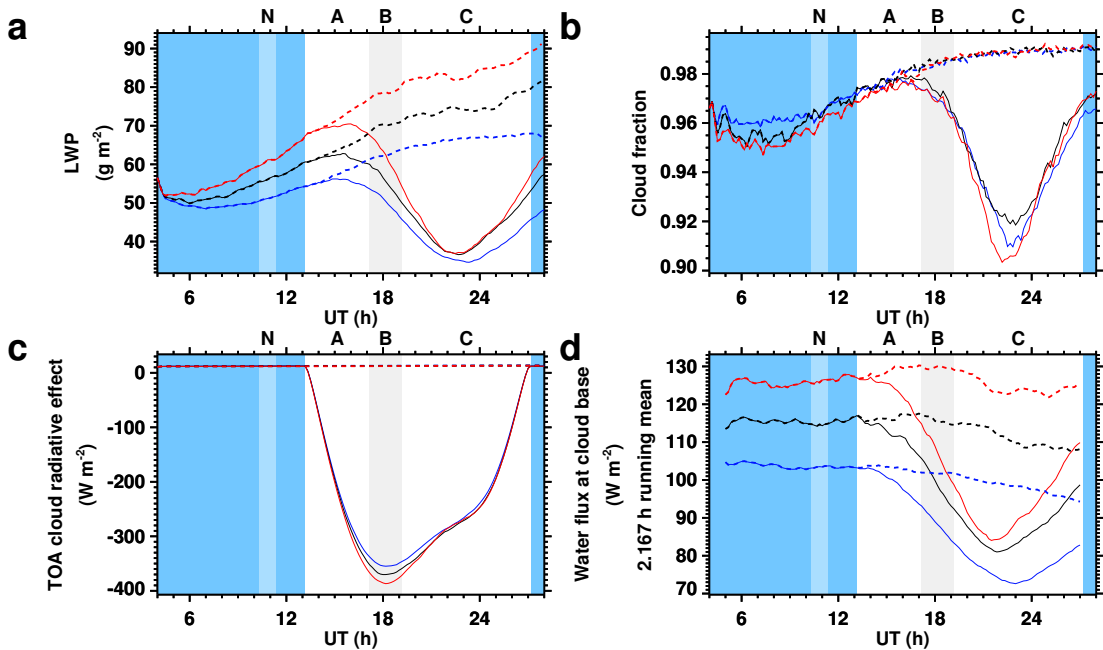 a
N A B C
LWP
(g m⁻²)
90
80
70
60
50
40
6 12 18 24
UT (h)
b
N A B C
Cloud fraction
0.98
0.96
0.94
0.92
0.90
6 12 18 24
UT (h)
c
N A B C
TOA cloud radiative effect
(W m⁻²)
0
-100
-200
-300
-400
6 12 18 24
UT (h)
d
N A B C
Water flux at cloud base
2.167 h running mean
(W m⁻²)
130
120
110
100
90
80
70
6 12 18 24
UT (h)